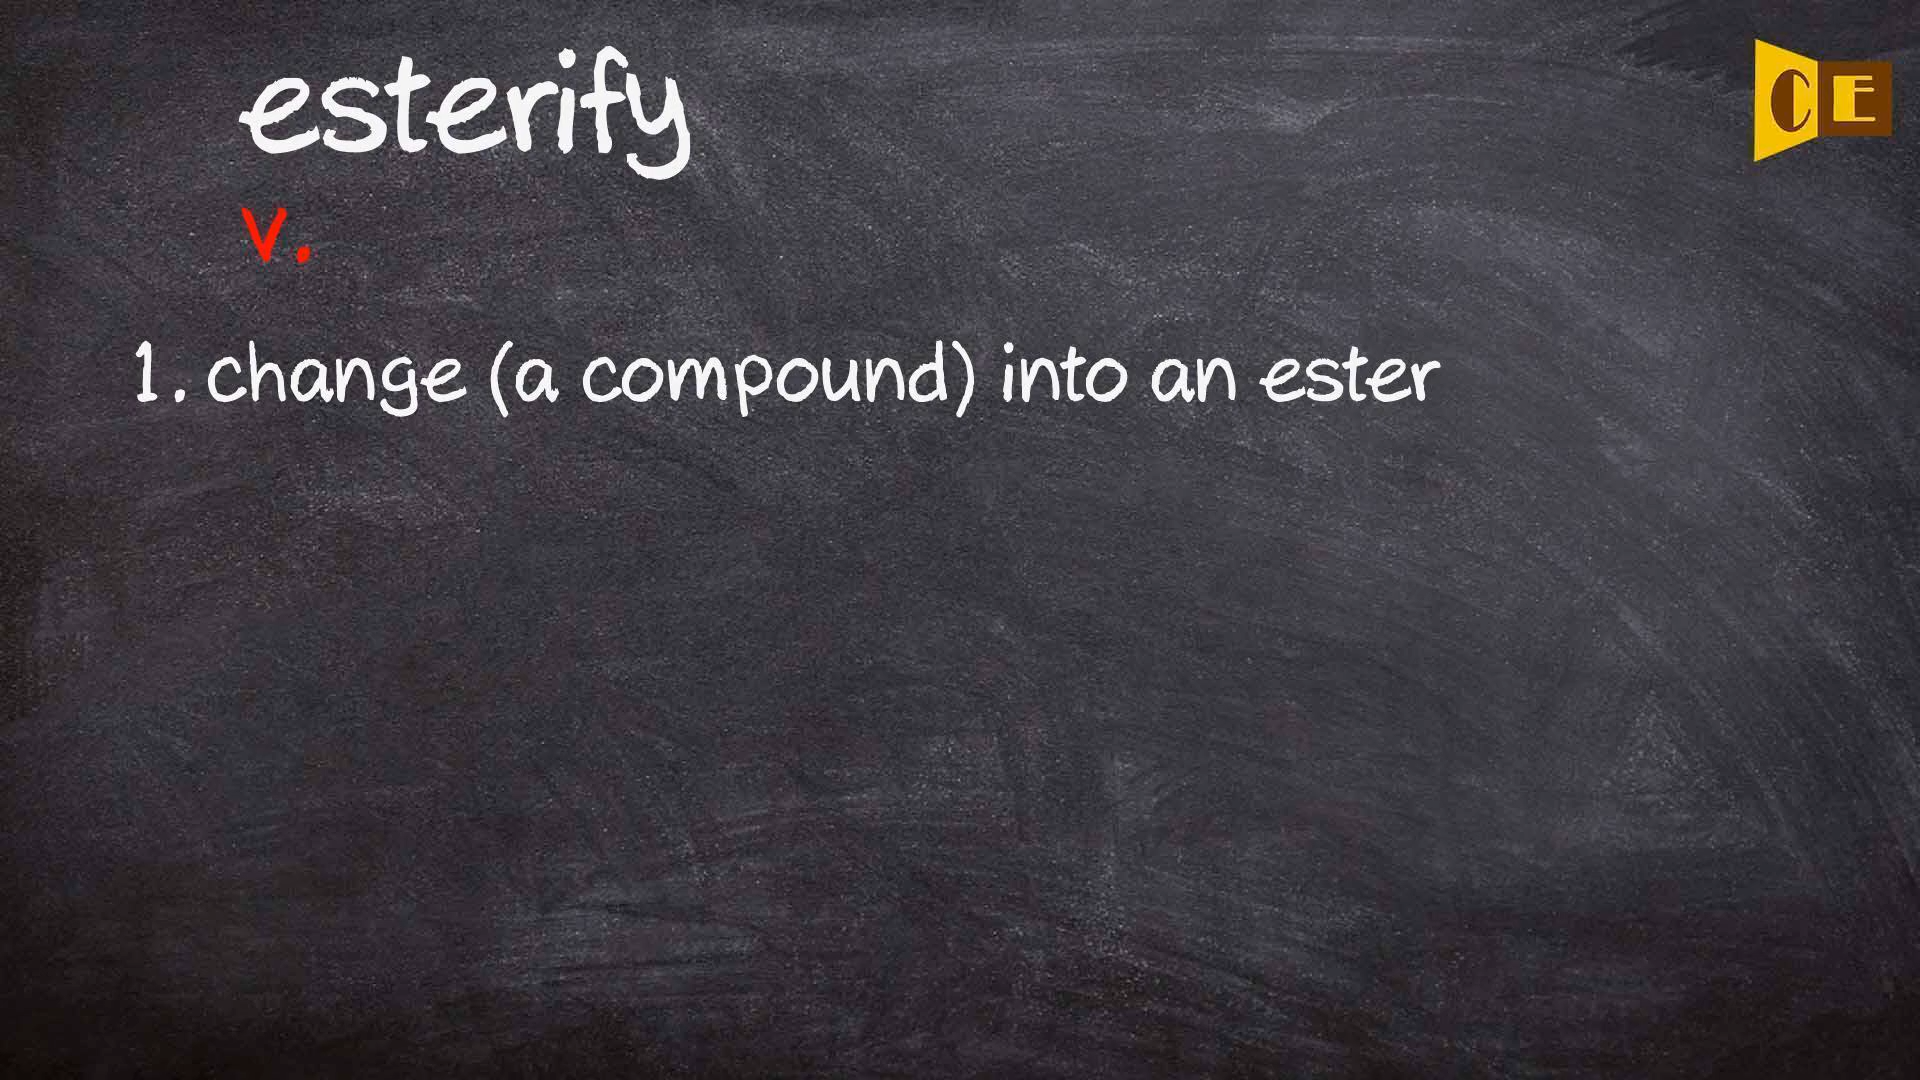 esterify
CE
v.
1. change (a compound) into an ester